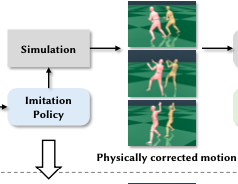 Simulation
Imitation
Policy
Physically corrected motion